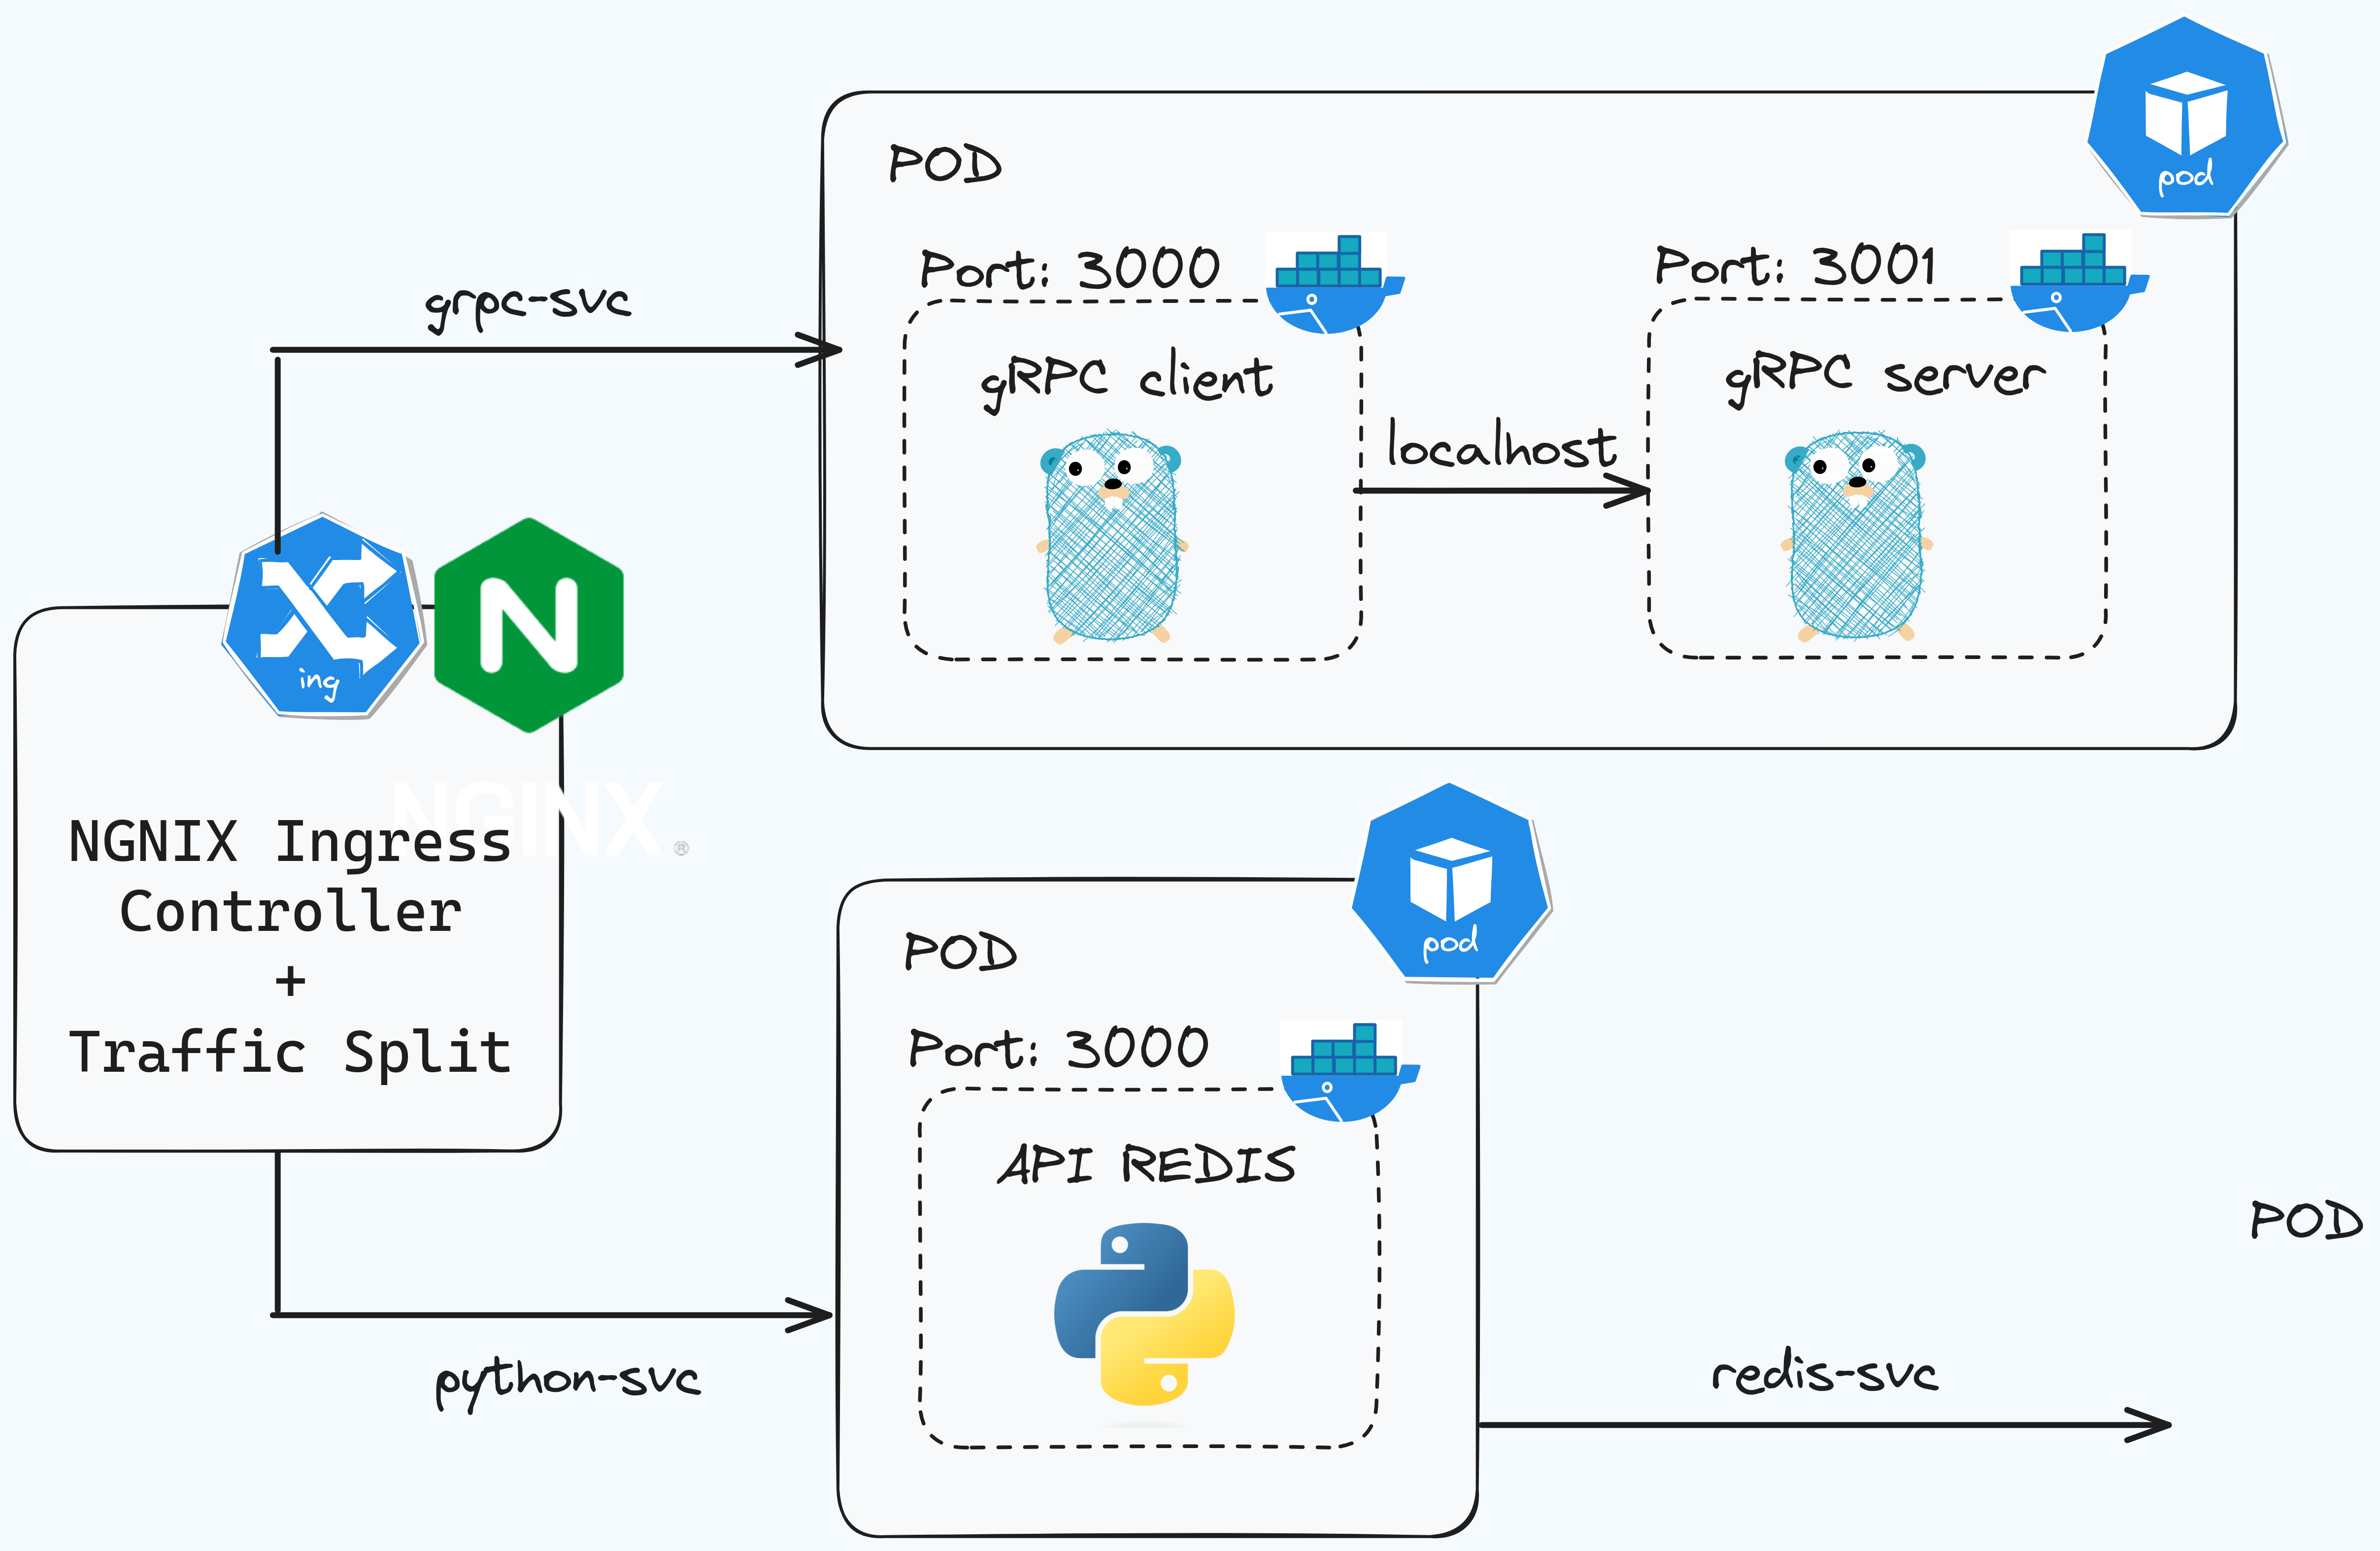 POD
pod
Port: 3000
Port: 3001
grpc-svc
gRPC client
gRPC server
localhost
ing
NGINX ®
NGNIX Ingress
Controller
+
Traffic Split
POD
pod
Port: 3000
API REDIS
POD
python-svc
redis-svc